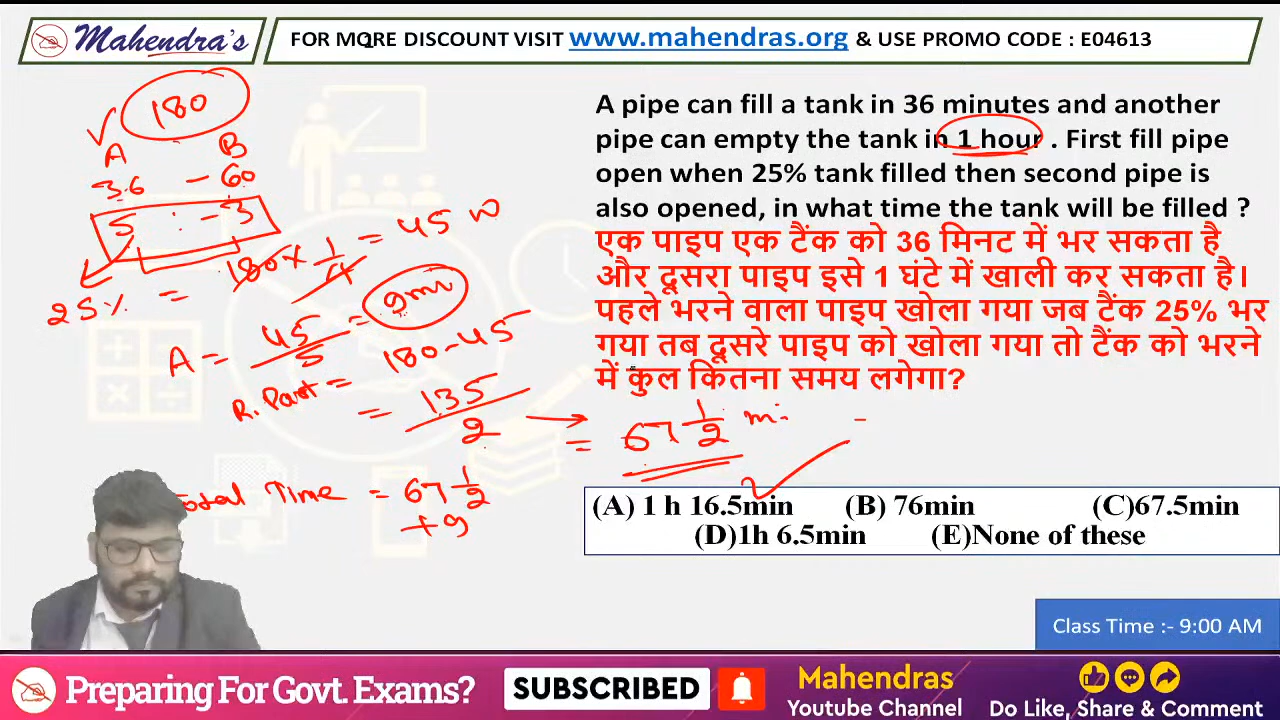 Mahendra's
FOR MORE DISCOUNT VISIT www.mahendras.org & USE PROMO CODE : E04613
180
A B
36 - 60
5 : -3
25% = 180 × 1/4 = 45 w
A = 45/5 = 9mi
R. Part = 180-45
= 135/2 → = 67 1/2 mi
Total Time = 67 1/2
+9
A pipe can fill a tank in 36 minutes and another
pipe can empty the tank in 1 hour . First fill pipe
open when 25% tank filled then second pipe is
also opened, in what time the tank will be filled ?
एक पाइप एक टैंक को 36 मिनट में भर सकता है
और दूसरा पाइप इसे 1 घंटे में खाली कर सकता है।
पहले भरने वाला पाइप खोला गया जब टैंक 25% भर
गया तब दूसरे पाइप को खोला गया तो टैंक को भरने
में कुल कितना समय लगेगा?
(A) 1 h 16.5min (B) 76min (C)67.5min
(D)1h 6.5min (E)None of these
Class Time :- 9:00 AM
Preparing For Govt. Exams?
SUBSCRIBED
Mahendras
Youtube Channel
Do Like, Share & Comment